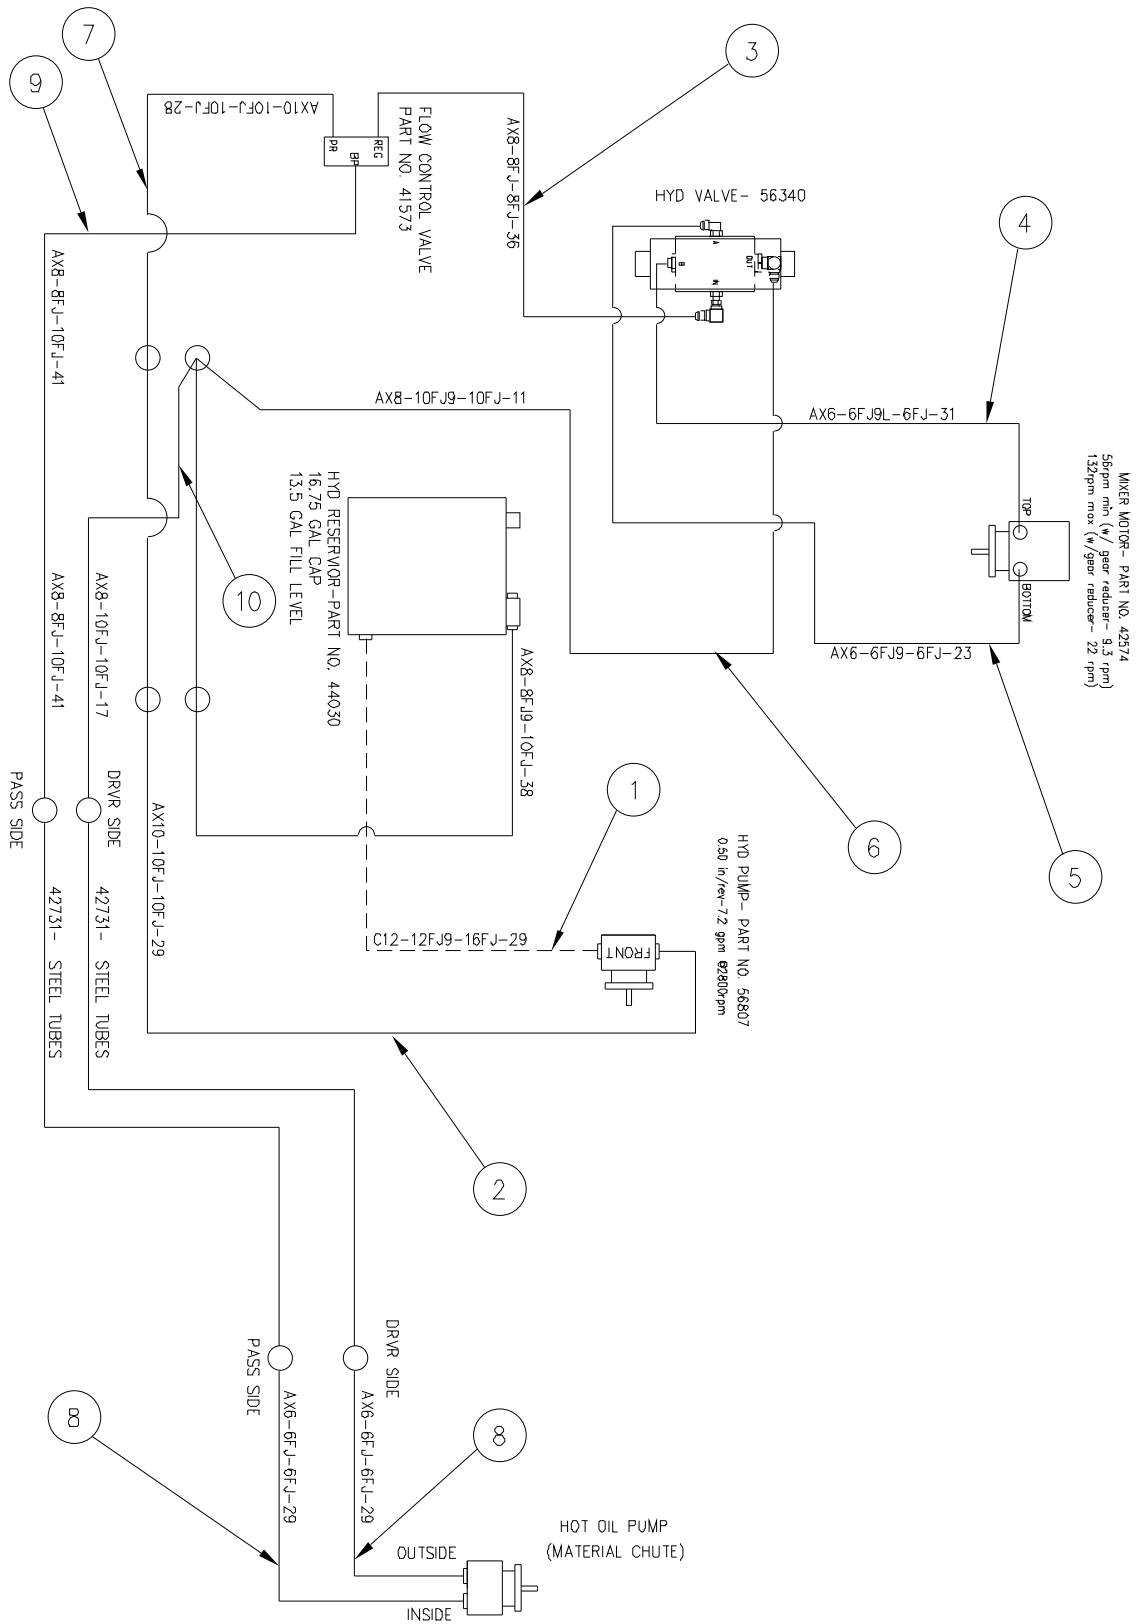 7
9
3
AX10-10FJ-10FJ-28
PR
BP
REG
FLOW CONTROL VALVE
PART NO. 41573
AX8-8FJ-8FJ-36
HYD VALVE- 56340
A
B
OUT
IN
4
AX8-8FJ-10FJ-41
AX8-10FJ9-10FJ-11
AX6-6FJ9L-6FJ-31
MIXER MOTOR- PART NO. 42574
56rpm min (w/ gear reducer- 9.3 rpm)
132rpm max (w/gear reducer- 22 rpm)
TOP
BOTTOM
10
HYD RESERVIOR-PART NO. 44030
16.75 GAL CAP
13.5 GAL FILL LEVEL
AX6-6FJ9-6FJ-23
AX8-8FJ-10FJ-41
AX8-10FJ-10FJ-17
AX8-8FJ9-10FJ-38
PASS SIDE
DRVR SIDE
AX10-10FJ-10FJ-29
1
6
5
42731- STEEL TUBES
42731- STEEL TUBES
C12-12FJ9-16FJ-29
FRONT
HYD PUMP- PART NO. 56807
0.50 in/rev-7.2 gpm @2800rpm
2
PASS SIDE
DRVR SIDE
8
8
AX6-6FJ-6FJ-29
AX6-6FJ-6FJ-29
HOT OIL PUMP
(MATERIAL CHUTE)
OUTSIDE
INSIDE